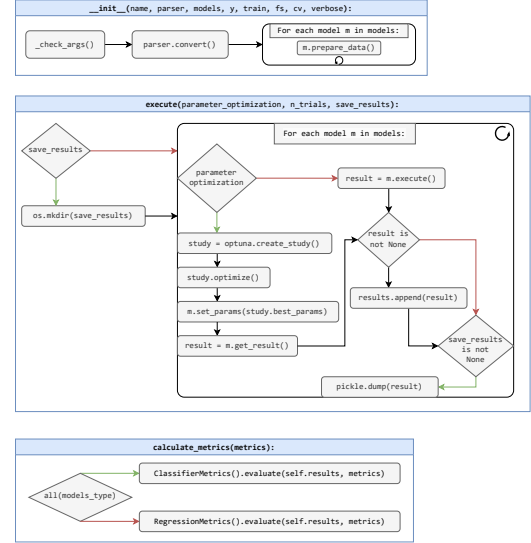 __init__(name, parser, models, y, train, fs, cv, verbose):
_check_args()
parser.convert()
For each model m in models:
m.prepare_data()
execute(parameter_optimization, n_trials, save_results):
For each model m in models:
save_results
parameter
optimization
result = m.execute()
os.mkdir(save_results)
result is
not None
study = optuna.create_study()
study.optimize()
results.append(result)
m.set_params(study.best_params)
result = m.get_result()
save_results
is not
None
pickle.dump(result)
calculate_metrics(metrics):
ClassifierMetrics().evaluate(self.results, metrics)
all(models_type)
RegressionMetrics().evaluate(self.results, metrics)